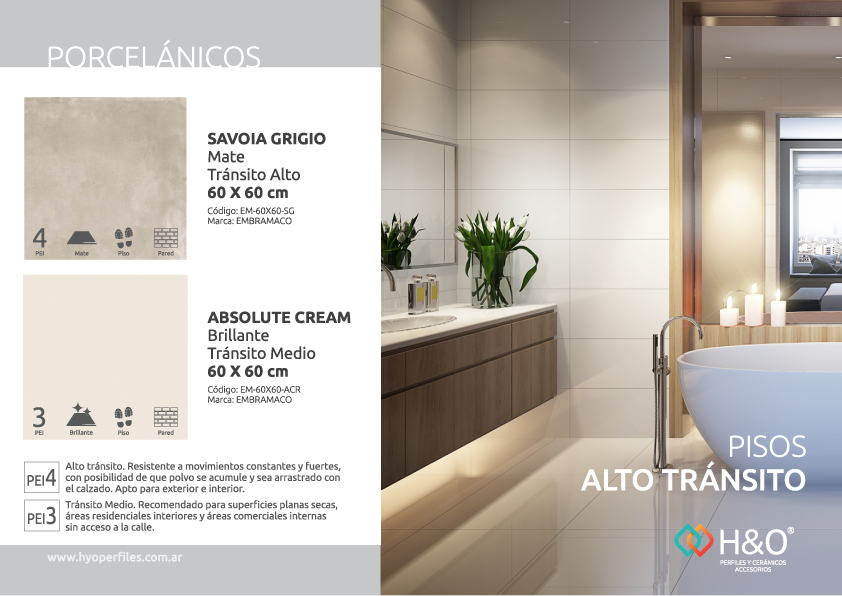 PORCELÁNICOS
SAVOIA GRIGIO
Mate
Tránsito Alto
60 X 60 cm
Código: EM-60X60-SG
Marca: EMBRAMACO
4
PEI
Mate
Piso
Pared
ABSOLUTE CREAM
Brillante
Tránsito Medio
60 X 60 cm
Código: EM-60X60-ACR
Marca: EMBRAMACO
3
PEI
Brillante
Piso
Pared
PEI4
Alto tránsito. Resistente a movimientos constantes y fuertes,
con posibilidad de que polvo se acumule y sea arrastrado con
el calzado. Apto para exterior e interior.
PEI3
Tránsito Medio. Recomendado para superficies planas secas,
áreas residenciales interiores y áreas comerciales internas
sin acceso a la calle.
www.hyoperfiles.com.ar
PISOS
ALTO TRÁNSITO
H&O®
PERFILES Y CERÁMICOS
ACCESORIOS